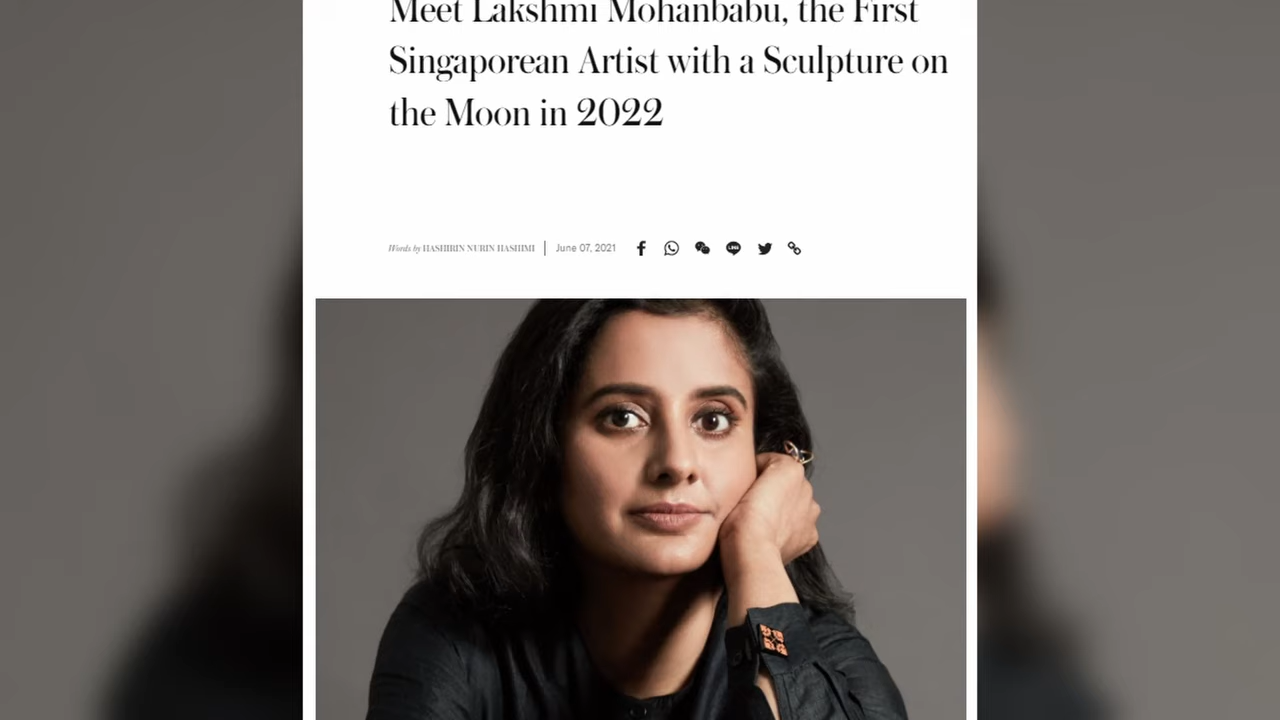 Meet Lakshmi Mohanbabu, the First
Singaporean Artist with a Sculpture on
the Moon in 2022
Words by HASHIRIN NURIN HASHIMI | June 07, 2021